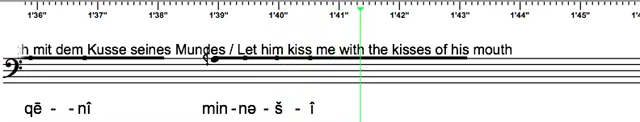 1'36" 1'37" 1'38" 1'39" 1'40" 1'41" 1'42" 1'43" 1'44" 1'45"
mit dem Kusse seines Mundes / Let him kiss me with the kisses of his mouth
qē - - nî min - nə - š - î